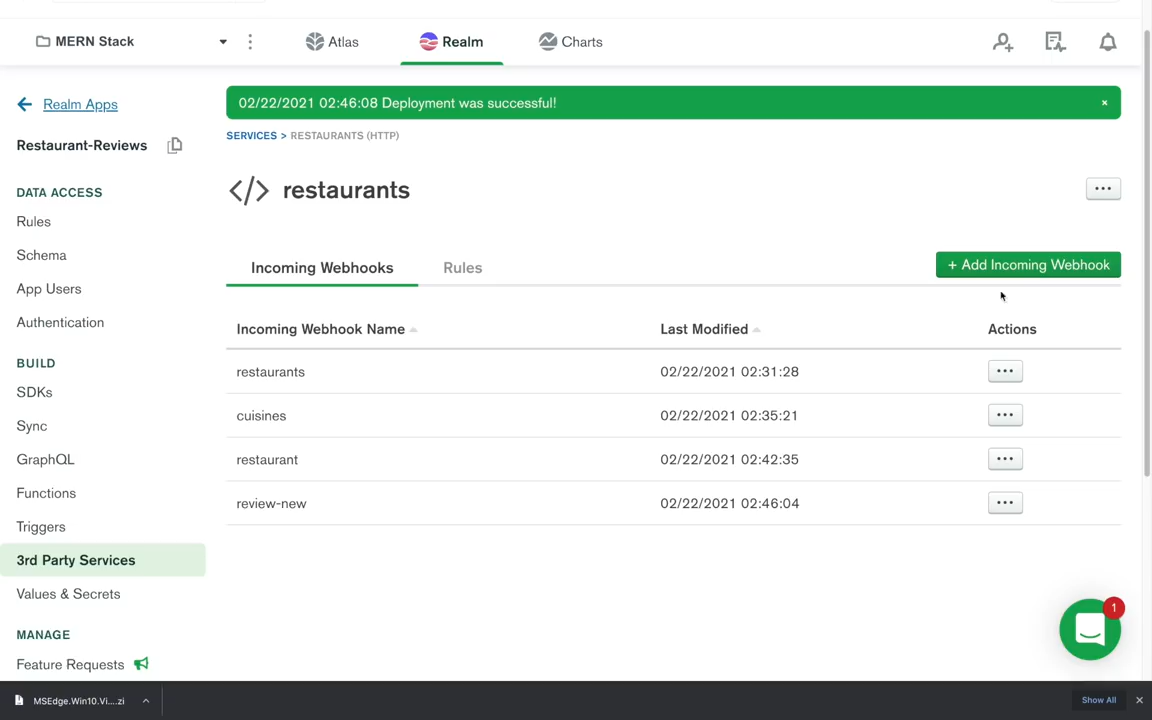 MERN Stack
Atlas
Realm
Charts
Realm Apps
02/22/2021 02:46:08 Deployment was successful!
×
SERVICES > RESTAURANTS (HTTP)
Restaurant-Reviews
</> restaurants
...
DATA ACCESS
Rules
Schema
App Users
Authentication
Incoming Webhooks
Rules
+ Add Incoming Webhook
Incoming Webhook Name
Last Modified
Actions
restaurants
02/22/2021 02:31:28
...
cuisines
02/22/2021 02:35:21
...
restaurant
02/22/2021 02:42:35
...
review-new
02/22/2021 02:46:04
...
BUILD
SDKs
Sync
GraphQL
Functions
Triggers
3rd Party Services
Values & Secrets
MANAGE
Feature Requests
1
MSEdge.Win10.Vi....zi
Show All